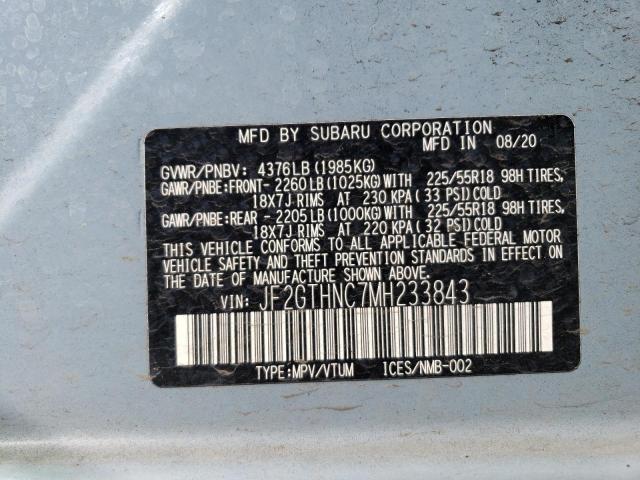 MFD BY SUBARU CORPORATION
MFD IN 08/20
GVWR/PNBV: 4376LB (1985KG)
GAWR/PNBE:FRONT- 2260LB (1025KG) WITH 225/55R18 98H TIRES,
18X7J RIMS AT 230 KPA (33 PSI) COLD
GAWR/PNBE:REAR - 2205LB (1000KG) WITH 225/55R18 98H TIRES,
18X7J RIMS AT 220 KPA (32 PSI) COLD
THIS VEHICLE CONFORMS TO ALL APPLICABLE FEDERAL MOTOR
VEHICLE SAFETY AND THEFT PREVENTION STANDARDS IN EFFECT ON
THE DATE OF MANUFACTURE SHOWN ABOVE.
VIN: JF2GTHNC7MH233843
TYPE:MPV/VTUM ICES/NMB-002